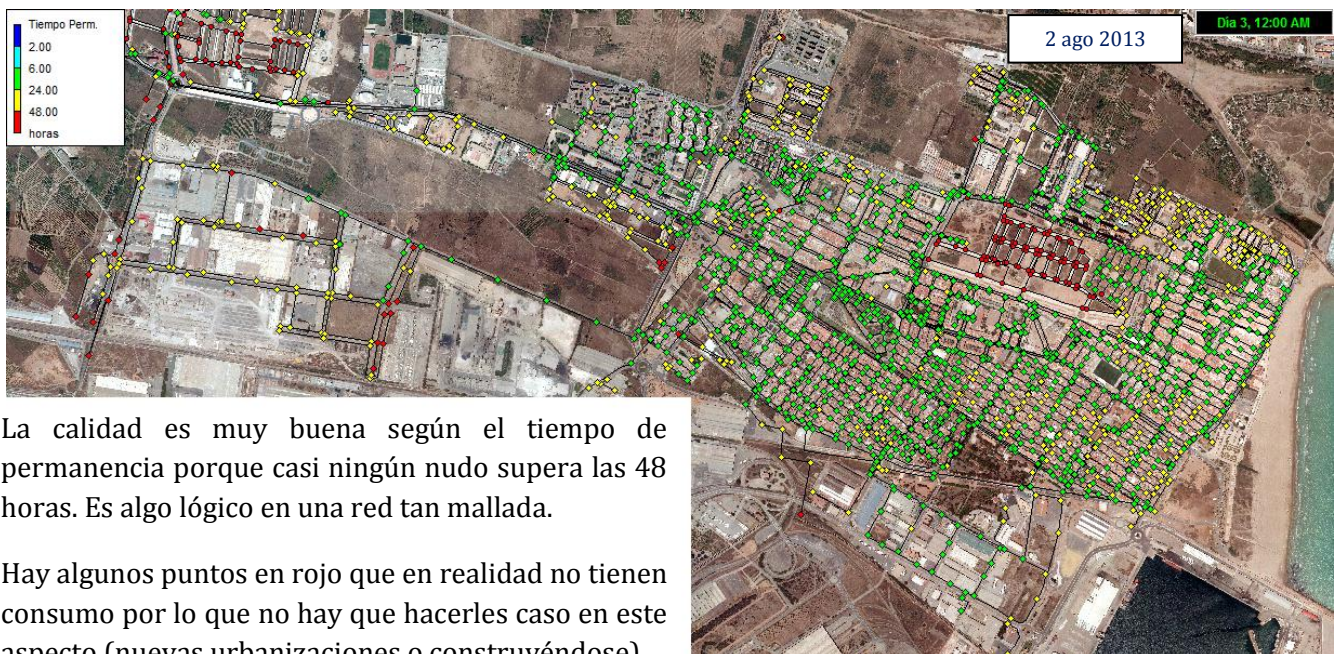 Tiempo Perm.
2.00
6.00
24.00
48.00
horas
2 ago 2013
Día 3, 12:00 AM
La calidad es muy buena según el tiempo de
permanencia porque casi ningún nudo supera las 48
horas. Es algo lógico en una red tan mallada.
Hay algunos puntos en rojo que en realidad no tienen
consumo por lo que no hay que hacerles caso en este
aspecto (nuevas urbanizaciones o construyéndose)